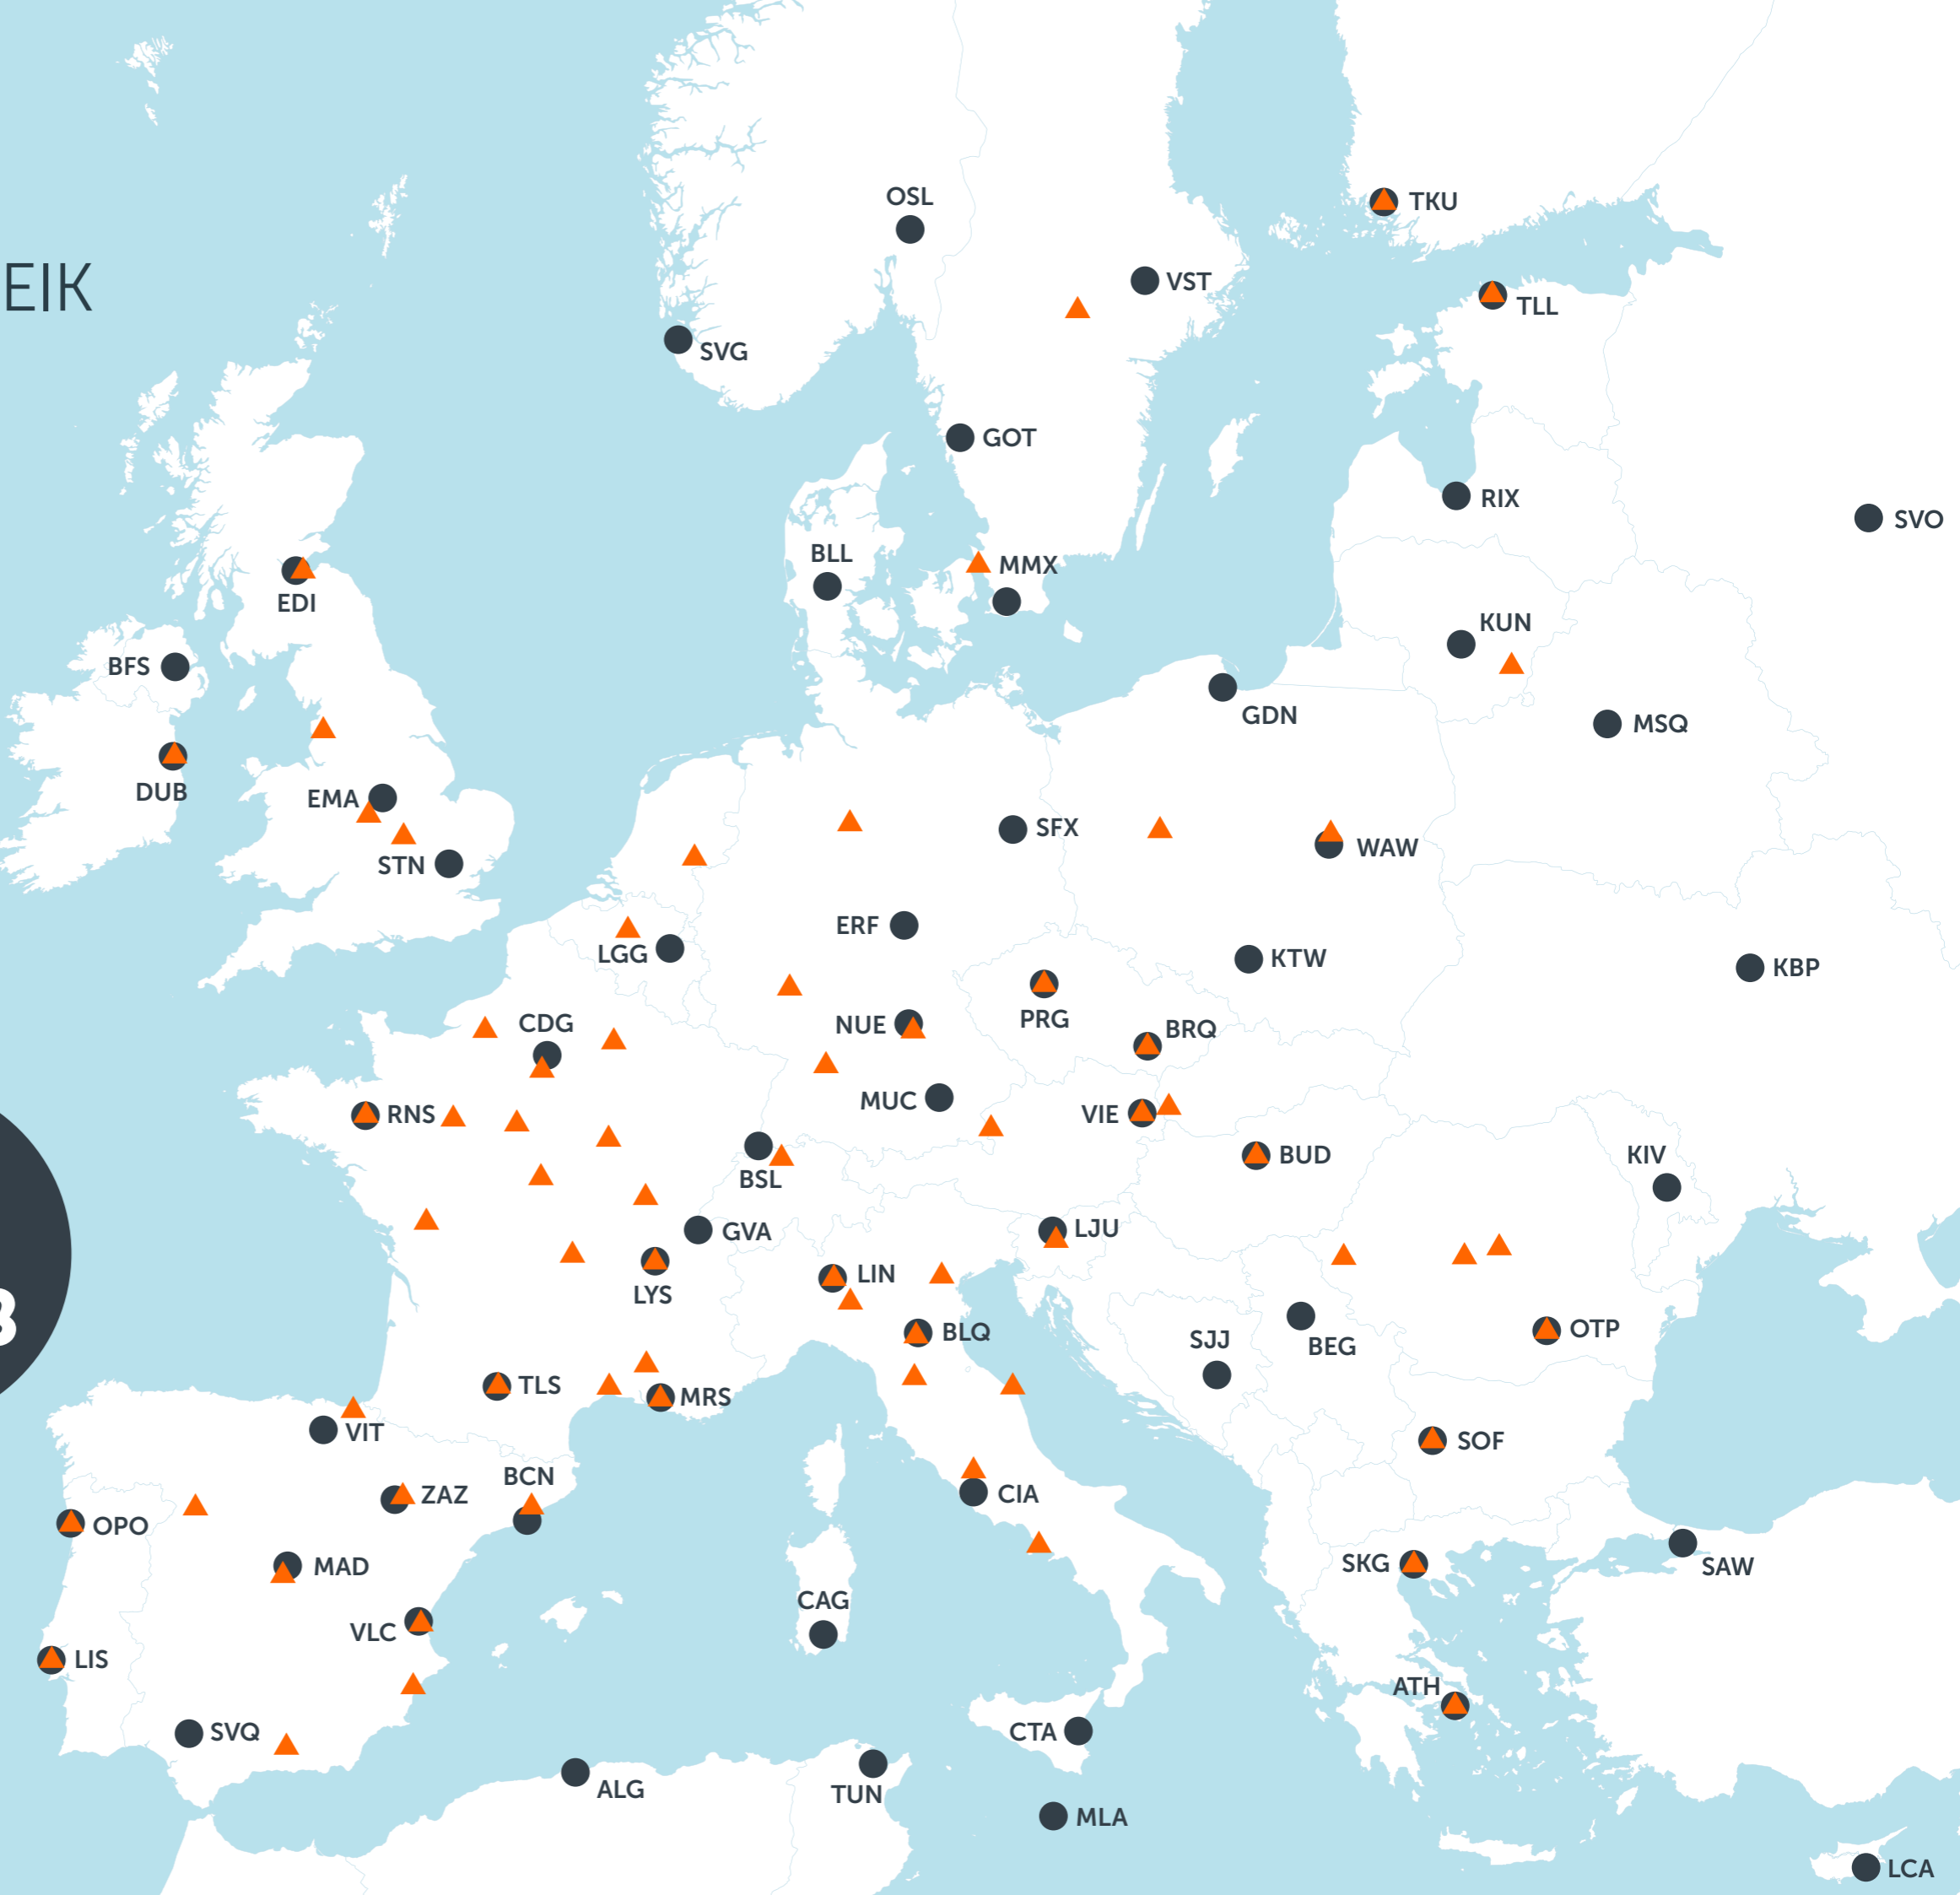 OSL
TKU
VST
EIK
TLL
SVG
GOT
RIX
SVO
BLL
MMX
EDI
KUN
BFS
GDN
MSQ
DUB
EMA
SFX
WAW
STN
ERF
LGG
KTW
KBP
CDG
NUE
PRG
BRQ
MUC
RNS
VIE
BUD
KIV
BSL
GVA
LJU
LIN
LYS
3
BLQ
SJJ
BEG
OTP
TLS
MRS
VIT
SOF
BCN
ZAZ
CIA
OPO
MAD
SKG
SAW
CAG
VLC
LIS
ATH
SVQ
CTA
ALG
TUN
MLA
LCA